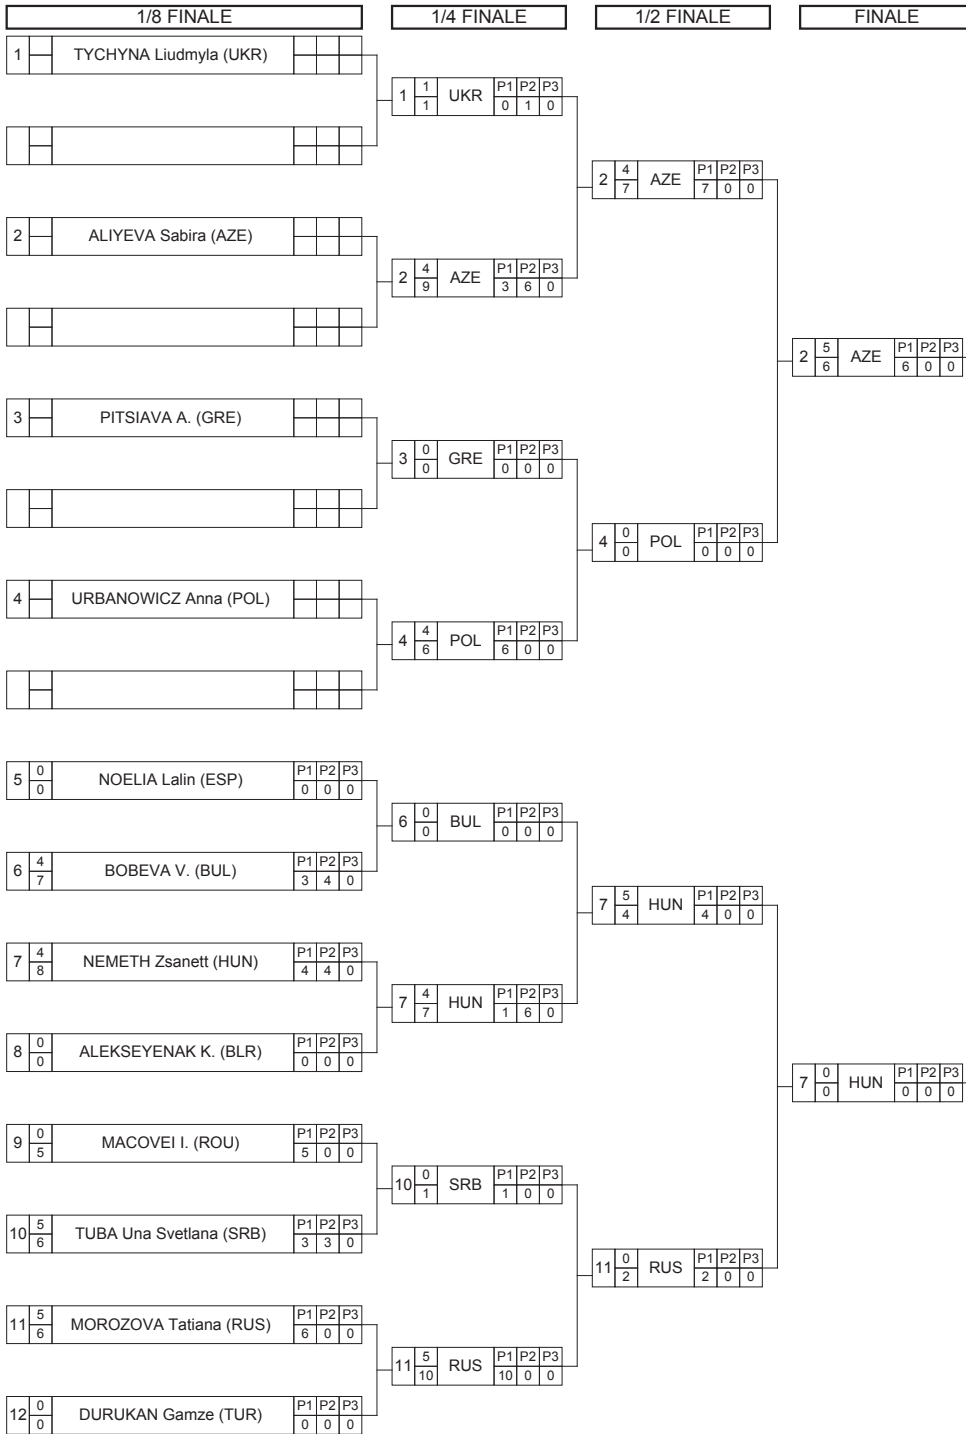 1/8 FINALE 1/4 FINALE 1/2 FINALE FINALE
1 TYCHYNA Liudmyla (UKR)
1 1 UKR P1 P2 P3
1 0 1 0
2 4 AZE P1 P2 P3
7 7 0 0
2 ALIYEVA Sabira (AZE)
2 4 AZE P1 P2 P3
9 3 6 0
2 5 AZE P1 P2 P3
6 6 0 0
3 PITSIAVA A. (GRE)
3 0 GRE P1 P2 P3
0 0 0 0
4 0 POL P1 P2 P3
0 0 0 0
4 URBANOWICZ Anna (POL)
4 4 POL P1 P2 P3
6 6 0 0
5 0 NOELIA Lalin (ESP) P1 P2 P3
0 0 0 0
6 0 BUL P1 P2 P3
0 0 0 0
6 4 BOBEVA V. (BUL) P1 P2 P3
7 3 4 0
7 5 HUN P1 P2 P3
4 4 0 0
7 4 NEMETH Zsanett (HUN) P1 P2 P3
8 4 4 0
7 4 HUN P1 P2 P3
7 1 6 0
8 0 ALEKSEYENAK K. (BLR) P1 P2 P3
0 0 0 0
7 0 HUN P1 P2 P3
0 0 0 0
9 0 MACOVEI I. (ROU) P1 P2 P3
5 5 0 0
10 0 SRB P1 P2 P3
1 1 0 0
10 5 TUBA Una Svetlana (SRB) P1 P2 P3
6 3 3 0
11 0 RUS P1 P2 P3
2 2 0 0
11 5 MOROZOVA Tatiana (RUS) P1 P2 P3
6 6 0 0
11 5 RUS P1 P2 P3
10 10 0 0
12 0 DURUKAN Gamze (TUR) P1 P2 P3
0 0 0 0